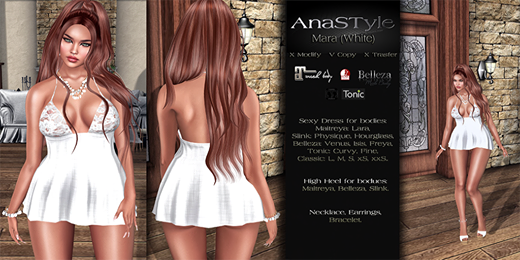 AnaSTyle
Mara (White)
X Modify V Copy X Traster
Belleza
Tonic
Sexy Dress for bodies:
Maitreya: Lara.
Slink: Physique, Hourglass,
Belleza: Venus, Isis, Freya,
Tonic: Curvy, Fine.
Classic: L, M, S, XS, XXS.
High Heel for bodies:
Maitreya, Belleza, Slink.
Necklace, Earrings,
Bracelet,